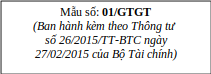 Mẫu số: 01/GTGT
(Ban hành kèm theo Thông tư
số 26/2015/TT-BTC ngày
27/02/2015 của Bộ Tài chính)